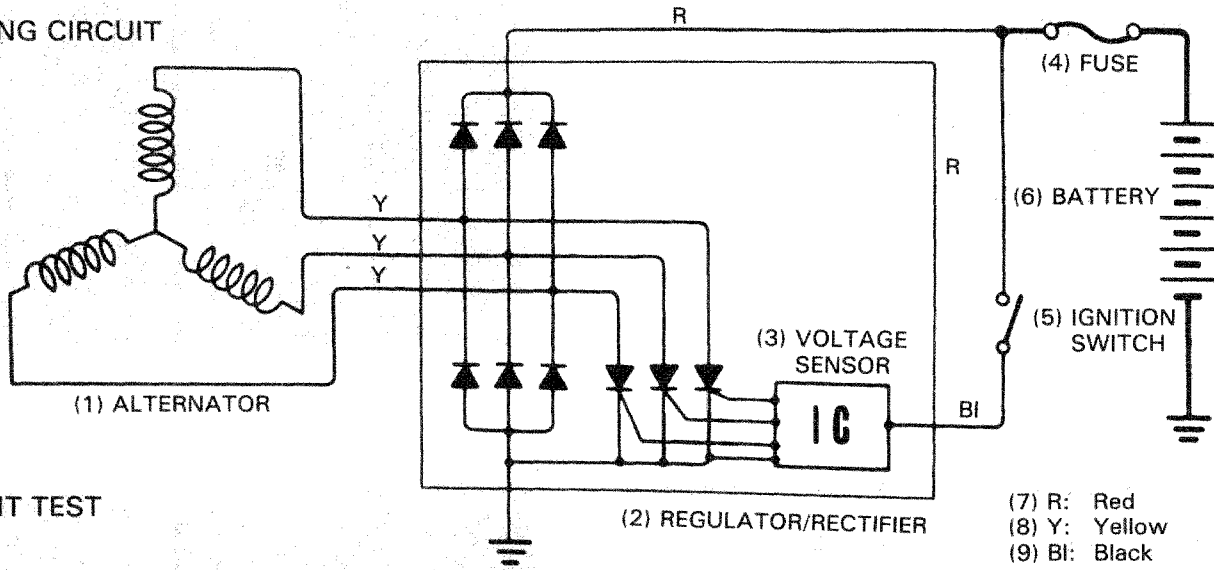 NG CIRCUIT
R
(4) FUSE
Y
Y
Y
R
(6) BATTERY
(3) VOLTAGE
SENSOR
(5) IGNITION
SWITCH
(1) ALTERNATOR
IC
Bl
IT TEST
(2) REGULATOR/RECTIFIER
(7) R: Red
(8) Y: Yellow
(9) Bl: Black